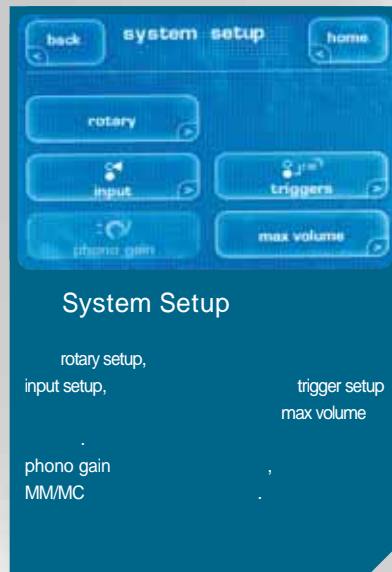 back system setup home
rotary
input triggers
phono gain max volume
System Setup
rotary setup,
input setup, trigger setup
max volume
.
phono gain ,
MM/MC .